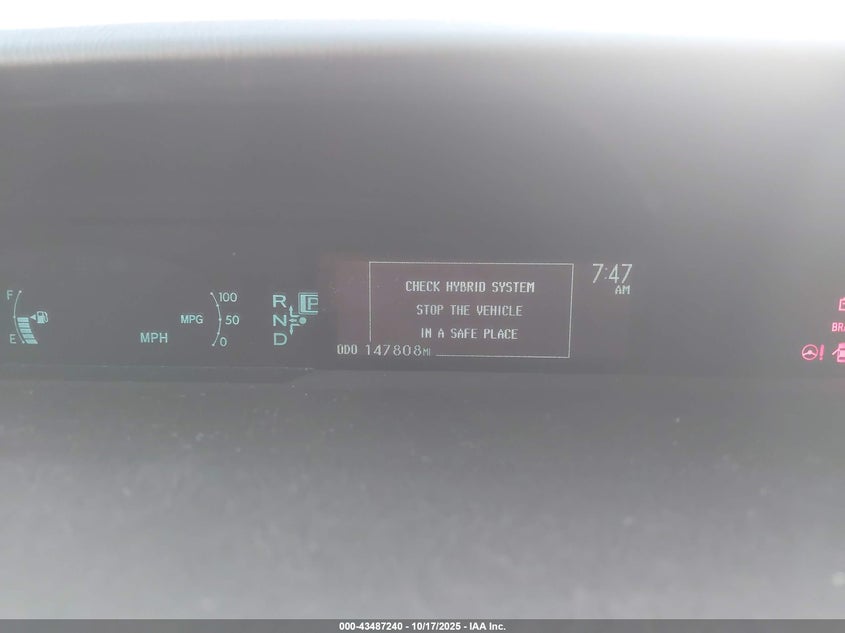 F
E
MPH
MPG
100
50
0
R
N
D
P
CHECK HYBRID SYSTEM
STOP THE VEHICLE
IN A SAFE PLACE
ODO 147808MI
7:47
AM
000-43487240 - 10/17/2025 - IAA Inc.